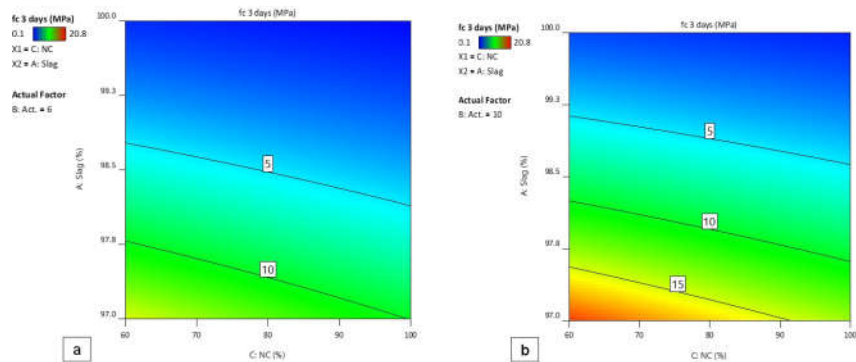 fc 3 days (MPa)
0.1 20.8
X1 = C: NC
X2 = A: Slag
Actual Factor
B: Act. = 6
fc 3 days (MPa)
A: Slag (%)
100.0
99.3
98.5
97.8
97.0
5
10
60 70 80 90 100
C: NC (%)
a
fc 3 days (MPa)
0.1 20.8
X1 = C: NC
X2 = A: Slag
Actual Factor
B: Act. = 10
fc 3 days (MPa)
A: Slag (%)
100.0
99.3
98.5
97.8
97.0
5
10
15
60 70 80 90 100
C: NC (%)
b